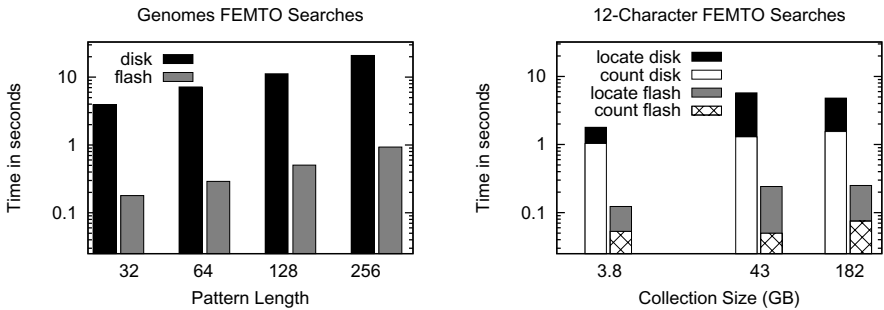 Genomes FEMTO Searches
disk
flash
10
1
0.1
Time in seconds
32 64 128 256
Pattern Length
12-Character FEMTO Searches
locate disk
count disk
locate flash
count flash
10
1
0.1
Time in seconds
3.8 43 182
Collection Size (GB)